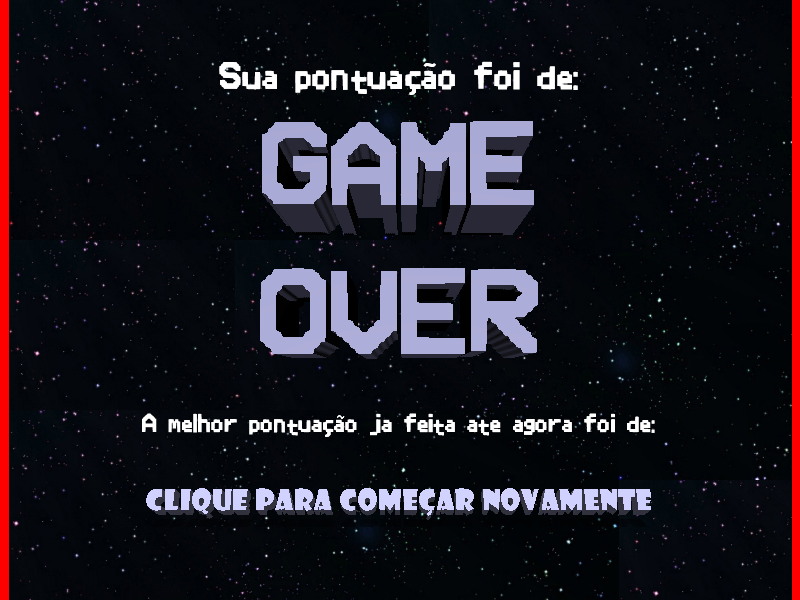 Sua pontuação foi de:
GAME
OVER
A melhor pontuação ja feita ate agora foi de:
CLIQUE PARA COMEÇAR NOVAMENTE